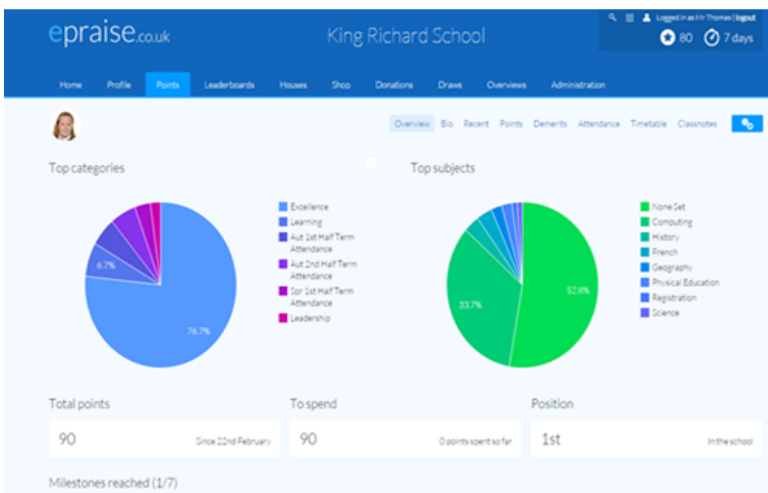 epraise.co.uk
King Richard School
Logged in as Mr Thomas | logout
80 7 days
Home Profile Points Leaderboards Houses Shop Donations Draws Overviews Administration
Overview Bio Recent Points Demerits Attendance Timetable Classnotes
Top categories
76.7%
6.7%
Excellence
Learning
Aut 1st Half Term
Attendance
Aut 2nd Half Term
Attendance
Spr 1st Half Term
Attendance
Leadership
Top subjects
52.8%
33.7%
None Set
Computing
History
French
Geography
Physical Education
Registration
Science
Total points
90 Since 22nd February
To spend
90 0 points spent so far
Position
1st In the school
Milestones reached (1/7)